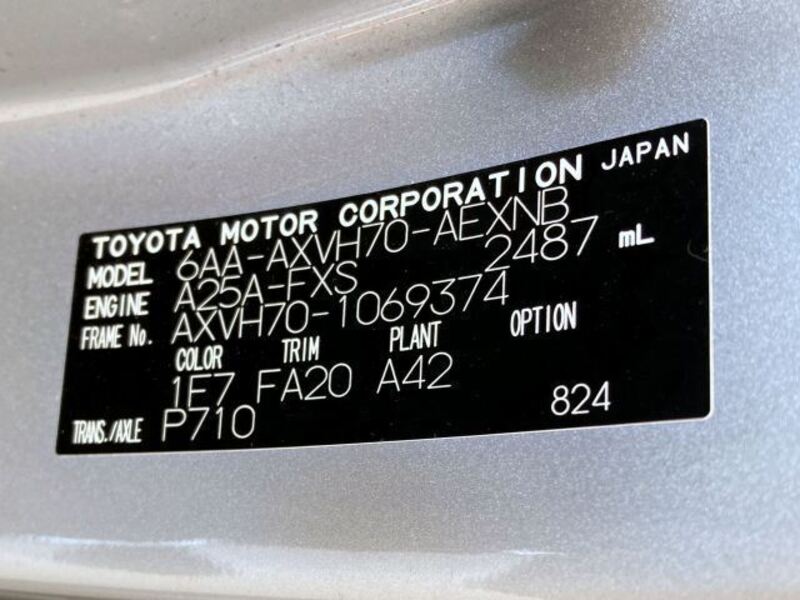 TOYOTA MOTOR CORPORATION JAPAN
MODEL 6AA-AXVH70-AEXNB
ENGINE A25A-FXS 2487 mL
FRAME No. AXVH70-1069374
COLOR TRIM PLANT OPTION
1F7 FA20 A42
TRANS./AXLE P710 824